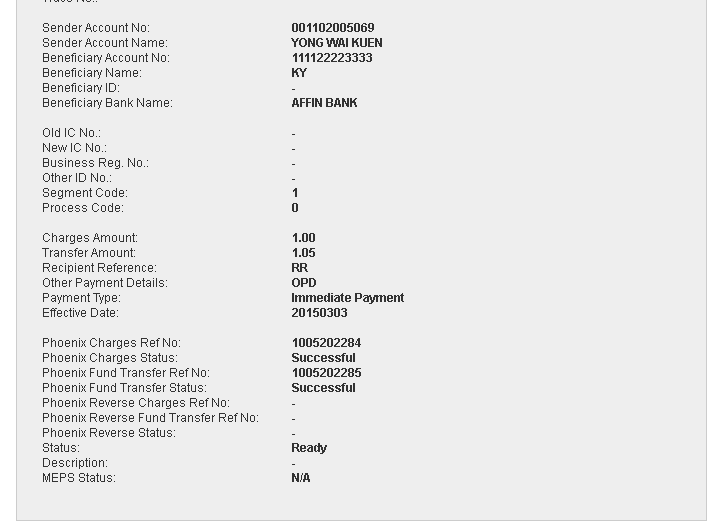 Sender Account No: 001102005069
Sender Account Name: YONG WAI KUEN
Beneficiary Account No: 111122223333
Beneficiary Name: KY
Beneficiary ID: -
Beneficiary Bank Name: AFFIN BANK
Old IC No.: -
New IC No.: -
Business Reg. No.: -
Other ID No.: -
Segment Code: 1
Process Code: 0
Charges Amount: 1.00
Transfer Amount: 1.05
Recipient Reference: RR
Other Payment Details: OPD
Payment Type: Immediate Payment
Effective Date: 20150303
Phoenix Charges Ref No: 1005202284
Phoenix Charges Status: Successful
Phoenix Fund Transfer Ref No: 1005202285
Phoenix Fund Transfer Status: Successful
Phoenix Reverse Charges Ref No: -
Phoenix Reverse Fund Transfer Ref No: -
Phoenix Reverse Status: -
Status: Ready
Description: -
MEPS Status: N/A